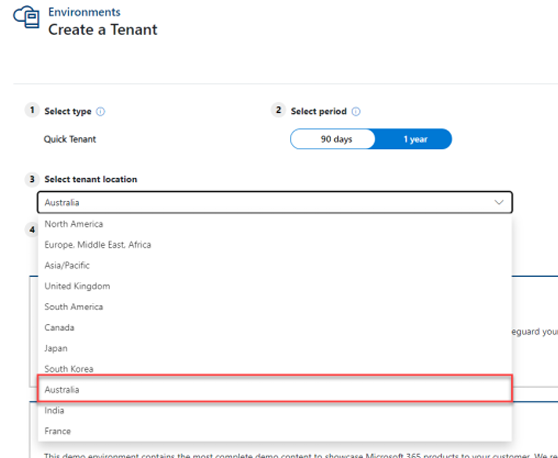 Environments
Create a Tenant
1 Select type
2 Select period
Quick Tenant
90 days
1 year
3 Select tenant location
Australia
4
North America
Europe, Middle East, Africa
Asia/Pacific
United Kingdom
South America
Canada
eguard your
Japan
South Korea
Australia
India
France
This demo environment contains the most complete demo content to showcase Microsoft 365 products to your customer. We re